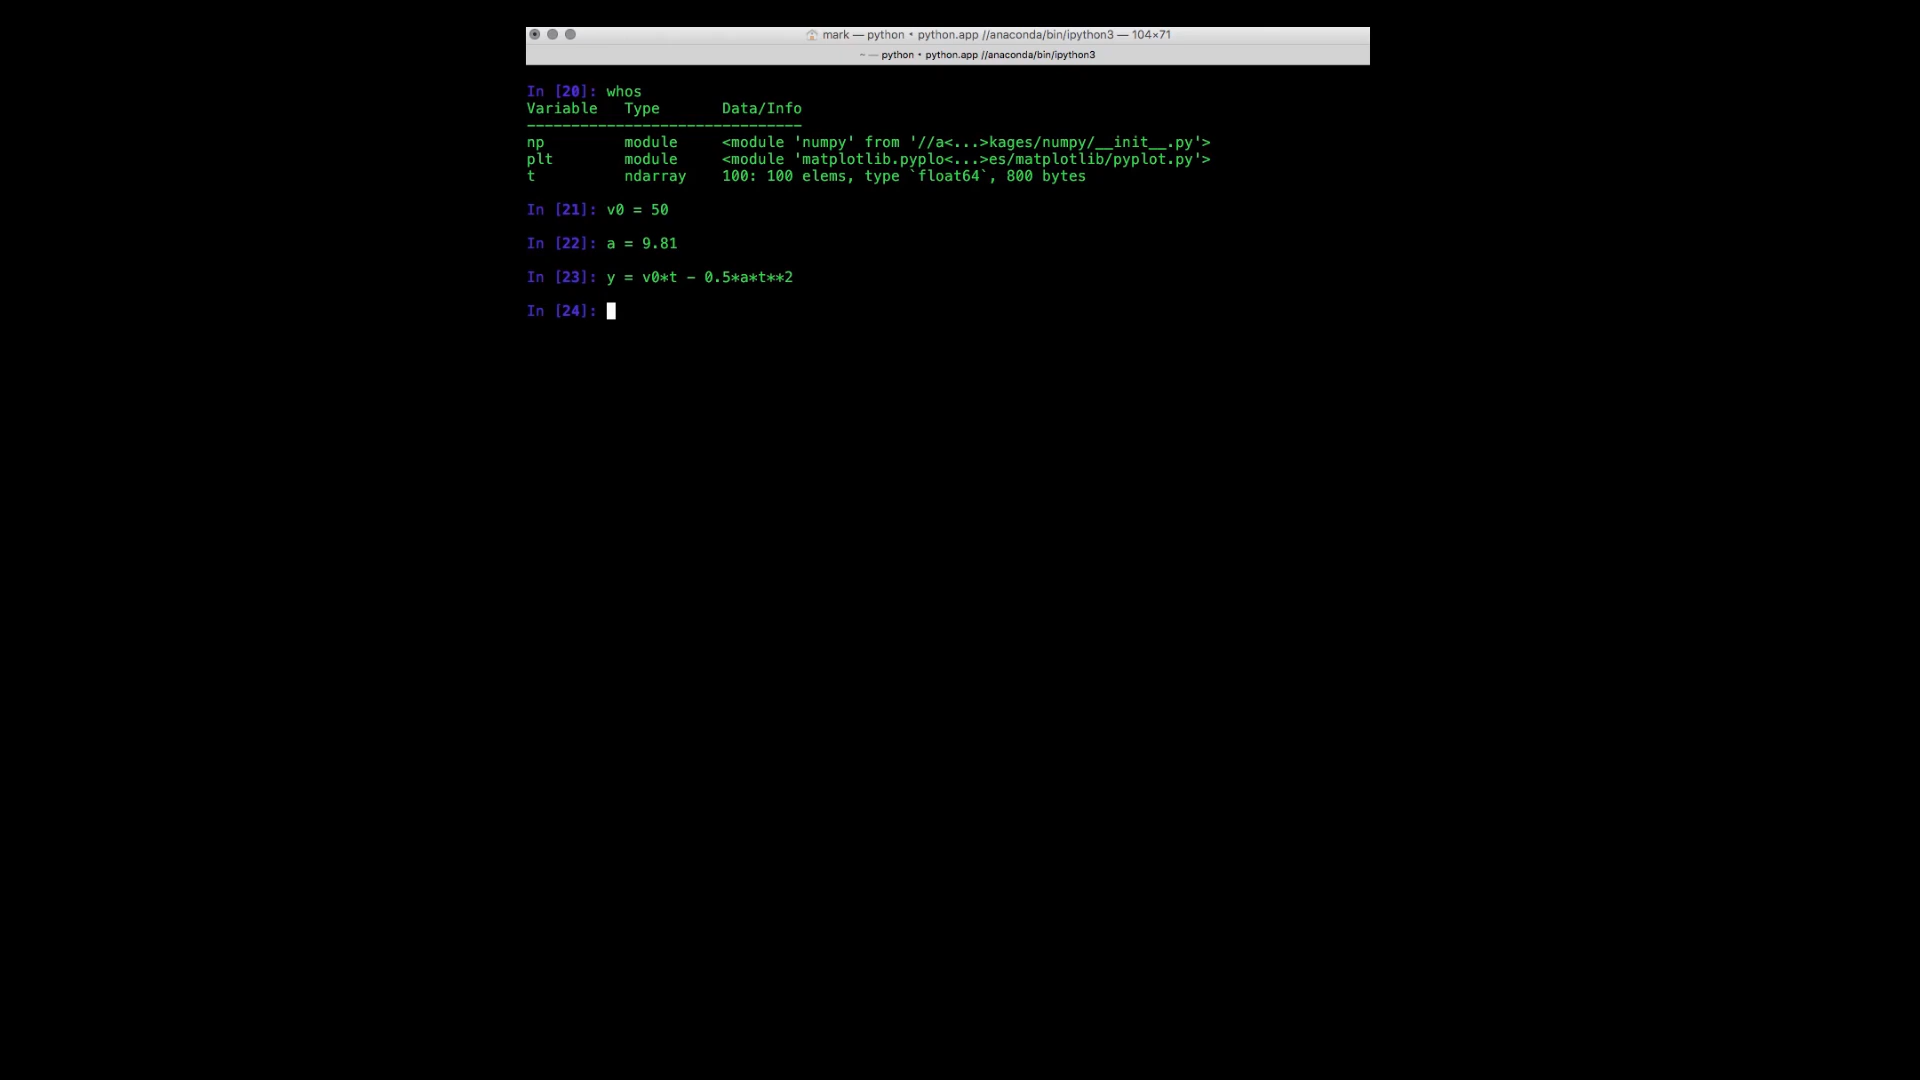 mark — python • python.app //anaconda/bin/ipython3 — 104×71
~ — python • python.app //anaconda/bin/ipython3
In [20]: whos
Variable   Type       Data/Info
-------------------------------
np         module     <module 'numpy' from '//a<...>kages/numpy/__init__.py'>
plt        module     <module 'matplotlib.pyplo<...>es/matplotlib/pyplot.py'>
t          ndarray    100: 100 elems, type `float64`, 800 bytes
In [21]: v0 = 50
In [22]: a = 9.81
In [23]: y = v0*t - 0.5*a*t**2
In [24]: